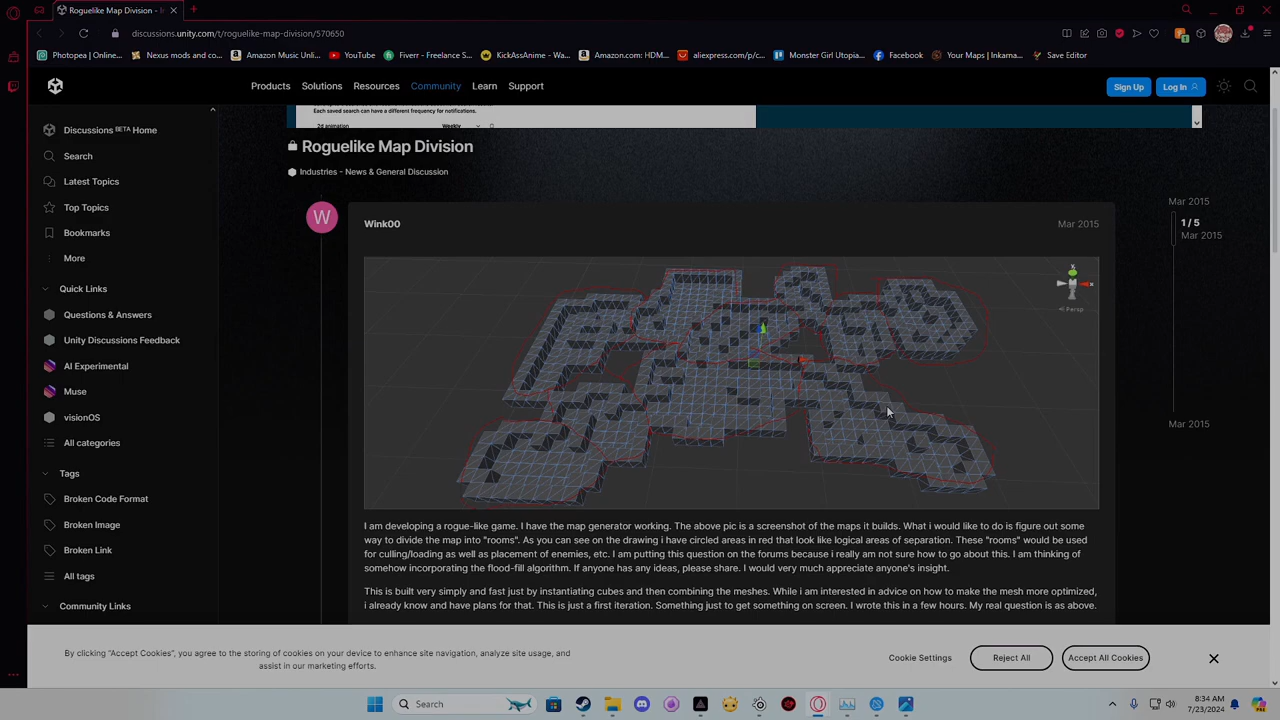 Roguelike Map Division - In
discussions.unity.com/t/roguelike-map-division/570650
Photopea | Online... Nexus mods and co... Amazon Music Unlim... YouTube Fiverr - Freelance S... KickAssAnime - Wat... Amazon.com: HDM... aliexpress.com/p/c... Monster Girl Utopia... Facebook Your Maps | Inkarna... Save Editor
Products Solutions Resources Community Learn Support Sign Up Log In
Each saved search can have a different frequency for notifications.
2d animation Weekly
Discussions BETA Home
Search
Latest Topics
Top Topics
Bookmarks
More
Quick Links
Questions & Answers
Unity Discussions Feedback
AI Experimental
Muse
visionOS
All categories
Tags
Broken Code Format
Broken Image
Broken Link
All tags
Community Links
Roguelike Map Division
Industries - News & General Discussion
W
Wink00 Mar 2015
Persp
Mar 2015
1 / 5
Mar 2015
Mar 2015
I am developing a rogue-like game. I have the map generator working. The above pic is a screenshot of the maps it builds. What i would like to do is figure out some
way to divide the map into "rooms". As you can see on the drawing i have circled areas in red that look like logical areas of separation. These "rooms" would be used
for culling/loading as well as placement of enemies, etc. I am putting this question on the forums because i really am not sure how to go about this. I am thinking of
somehow incorporating the flood-fill algorithm. If anyone has any ideas, please share. I would very much appreciate anyone's insight.
This is built very simply and fast just by instantiating cubes and then combining the meshes. While i am interested in advice on how to make the mesh more optimized,
i already know and have plans for that. This is just a first iteration. Something just to get something on screen. I wrote this in a few hours. My real question is as above.
By clicking "Accept Cookies", you agree to the storing of cookies on your device to enhance site navigation, analyze site usage, and
assist in our marketing efforts.
Cookie Settings Reject All Accept All Cookies
Search
8:34 AM
7/23/2024